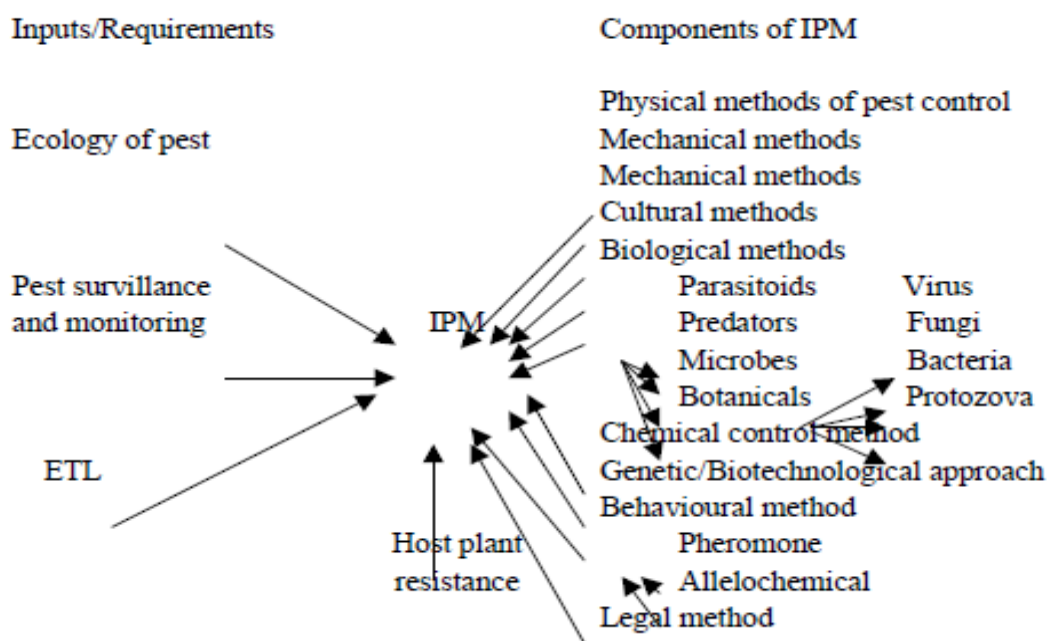 Inputs/Requirements
Components of IPM
Physical methods of pest control
Ecology of pest
Mechanical methods
Mechanical methods
Cultural methods
Biological methods
Pest survillance
and monitoring
IPM
Parasitoids
Virus
Predators
Fungi
Microbes
Bacteria
Botanicals
Protozova
Chemical control method
ETL
Genetic/Biotechnological approach
Behavioural method
Host plant
resistance
Pheromone
Allelochemical
Legal method